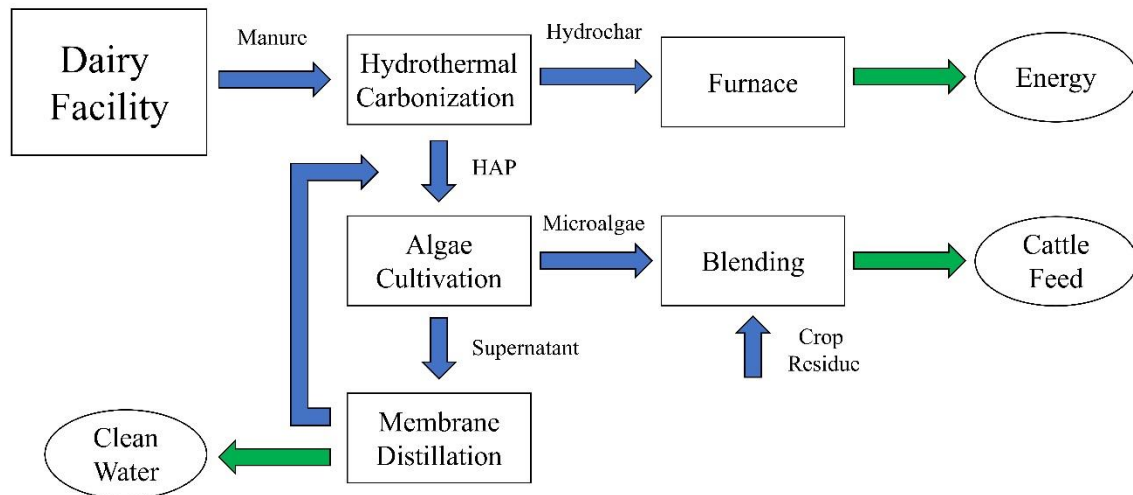 Dairy
Facility
Manure
Hydrothermal
Carbonization
Hydrochar
Furnace
Energy
HAP
Algae
Cultivation
Microalgae
Blending
Cattle
Feed
Supernatant
Crop
Residue
Membrane
Distillation
Clean
Water